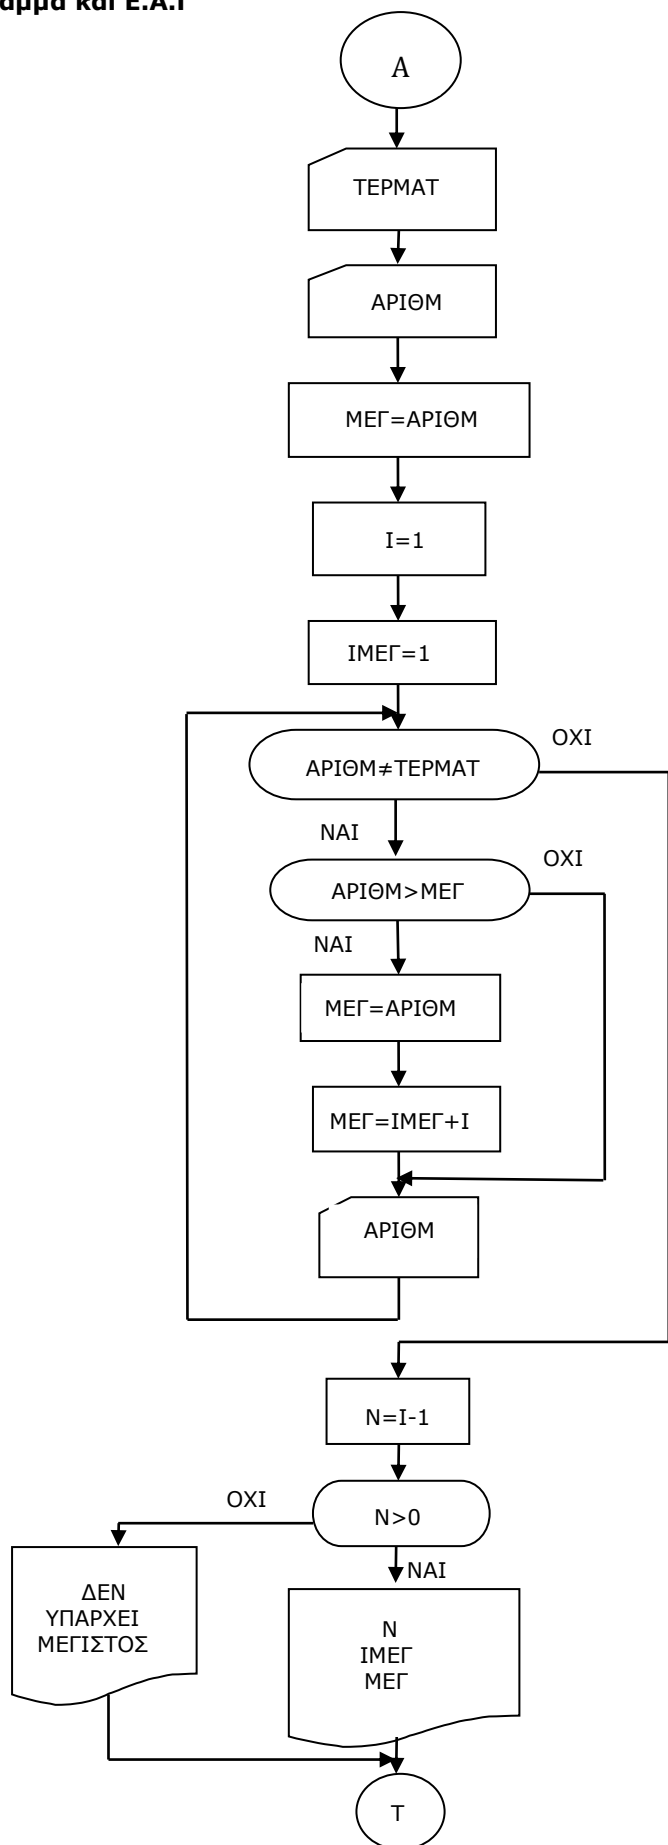 αμμα και Ε.Α.Ι
Α
ΤΕΡΜΑΤ
ΑΡΙΘΜ
ΜΕΓ=ΑΡΙΘΜ
Ι=1
ΙΜΕΓ=1
ΟΧΙ
ΑΡΙΘΜ≠ΤΕΡΜΑΤ
ΝΑΙ
ΟΧΙ
ΑΡΙΘΜ>ΜΕΓ
ΝΑΙ
ΜΕΓ=ΑΡΙΘΜ
ΜΕΓ=ΙΜΕΓ+Ι
ΑΡΙΘΜ
Ν=Ι-1
ΟΧΙ
Ν>0
ΝΑΙ
ΔΕΝ
ΥΠΑΡΧΕΙ
ΜΕΓΙΣΤΟΣ
Ν
ΙΜΕΓ
ΜΕΓ
Τ